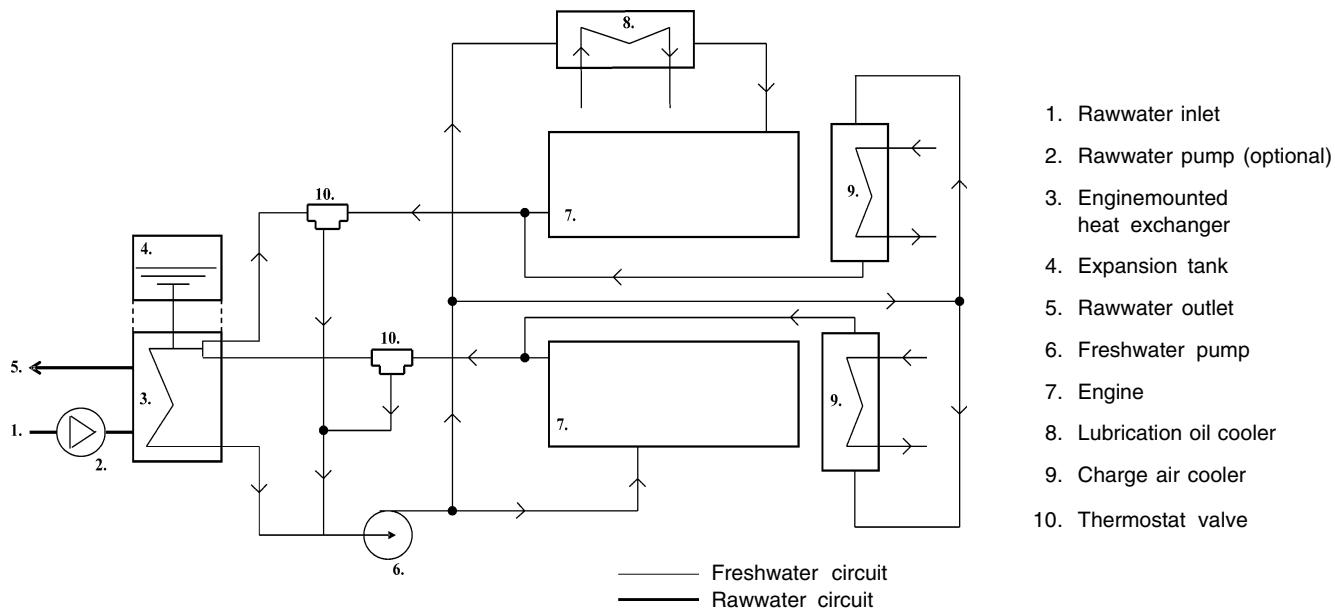 8.
10.
7.
9.
4.
10.
5.
3.
9.
1.
2.
7.
6.
Freshwater circuit
Rawwater circuit
1. Rawwater inlet
2. Rawwater pump (optional)
3. Enginemounted
heat exchanger
4. Expansion tank
5. Rawwater outlet
6. Freshwater pump
7. Engine
8. Lubrication oil cooler
9. Charge air cooler
10. Thermostat valve